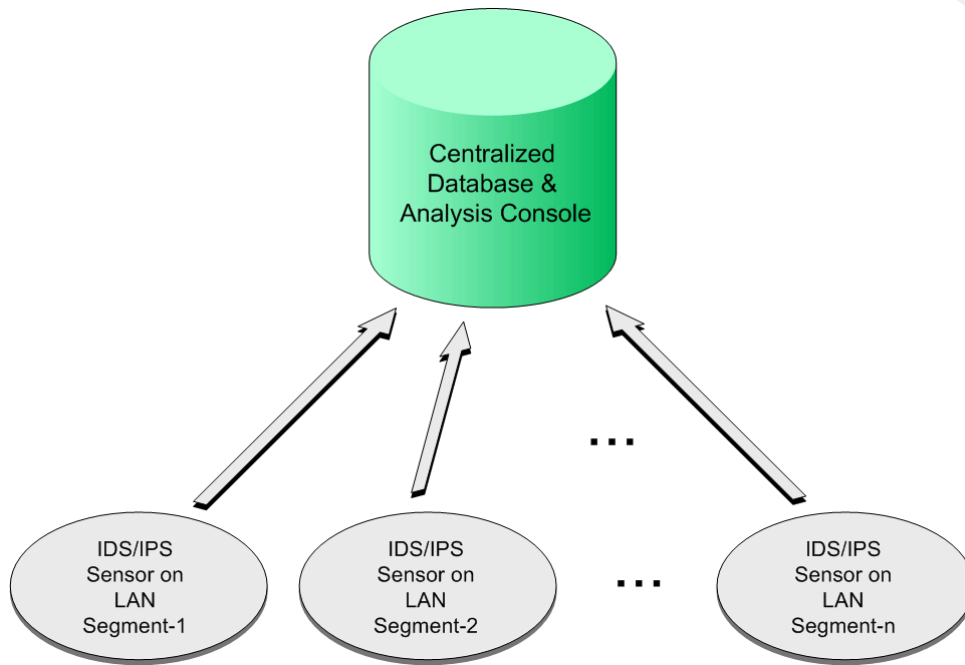 Centralized
Database &
Analysis Console
...
IDS/IPS
Sensor on
LAN
Segment-1
IDS/IPS
Sensor on
LAN
Segment-2
...
IDS/IPS
Sensor on
LAN
Segment-n